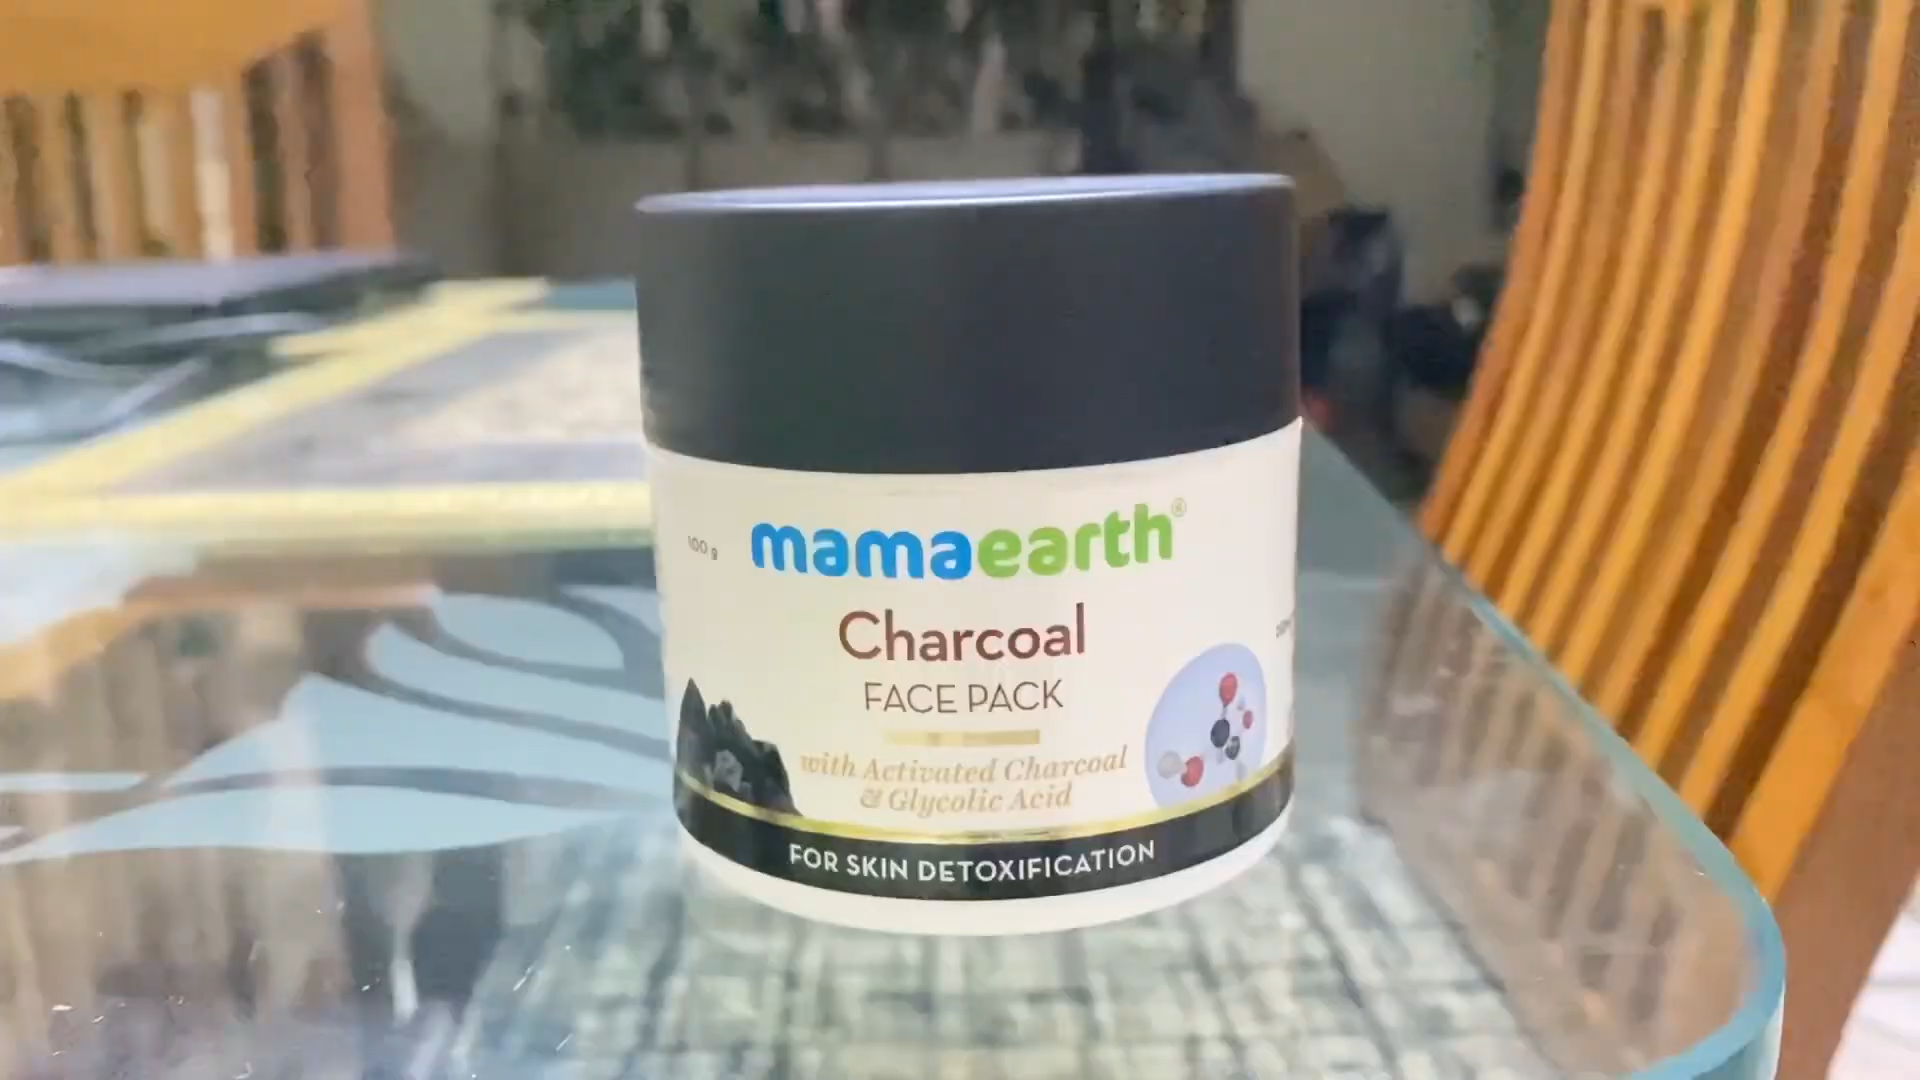 100 g
mamaearth®
Charcoal
FACE PACK
with Activated Charcoal
& Glycolic Acid
FOR SKIN DETOXIFICATION